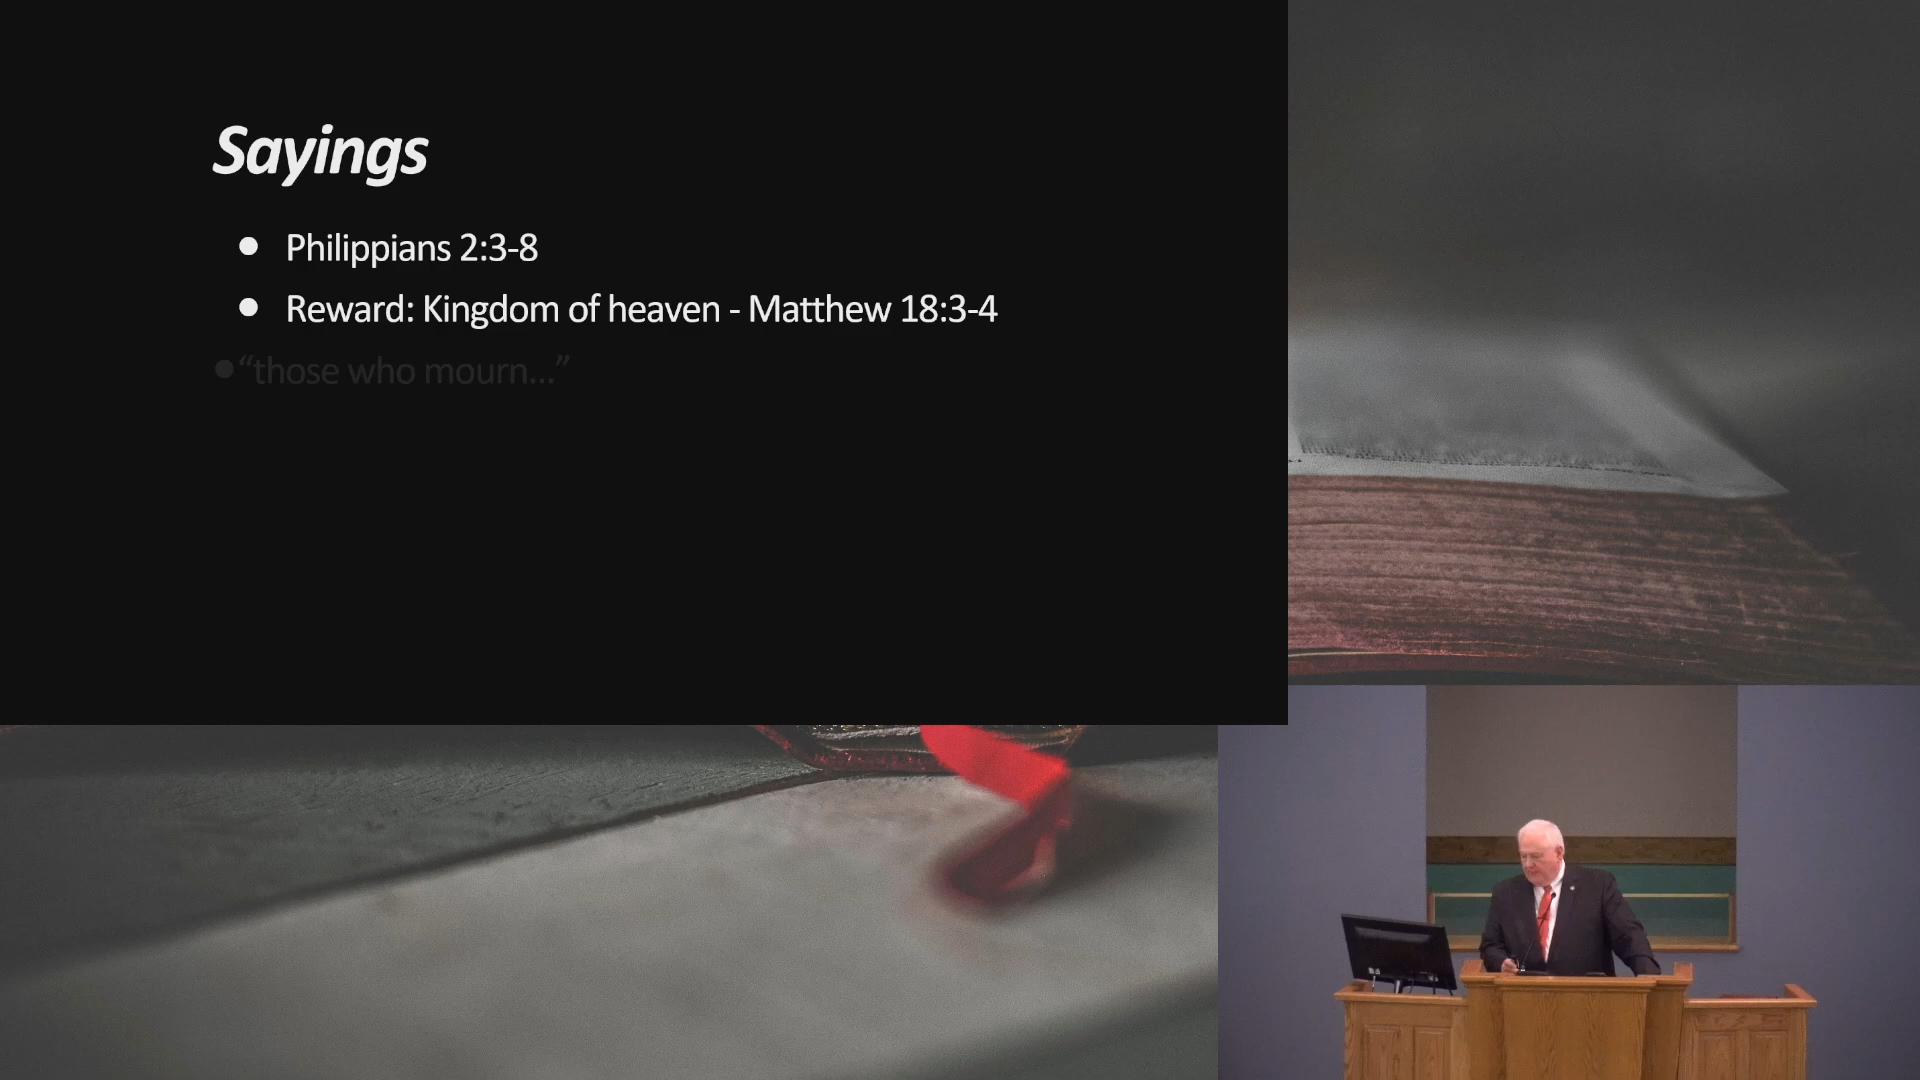 Sayings
● Philippians 2:3-8
● Reward: Kingdom of heaven - Matthew 18:3-4
● “those who mourn...”